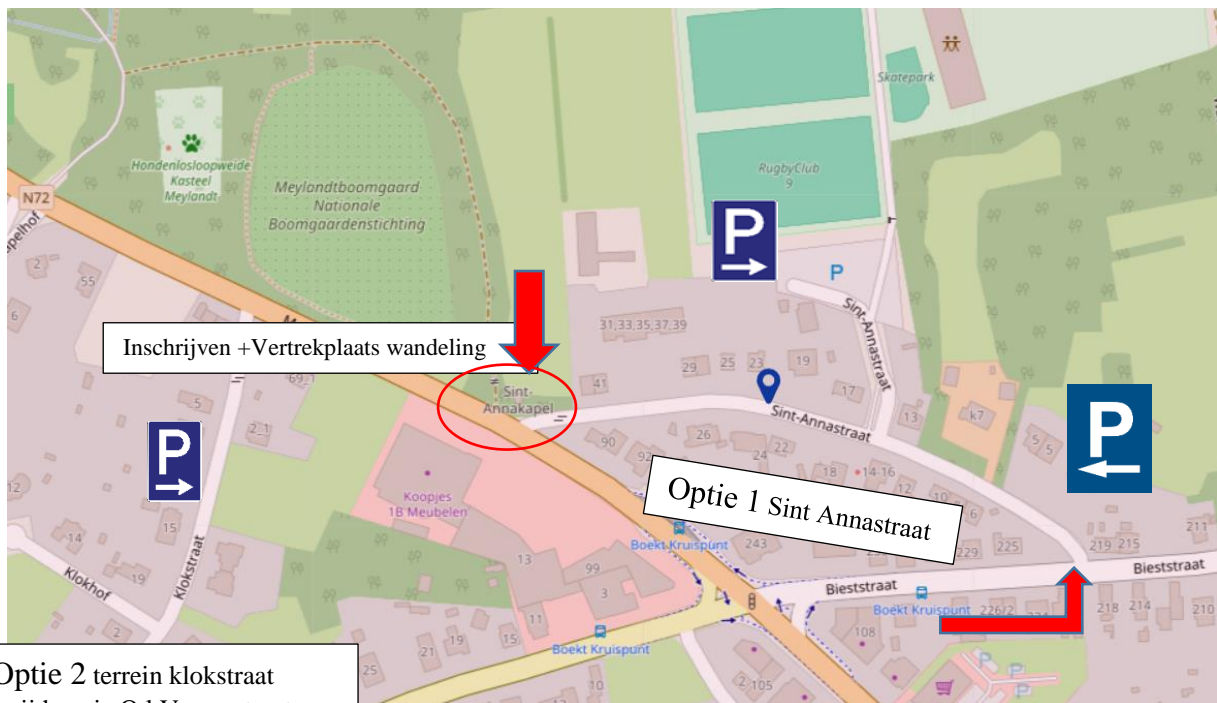 Skatepark
Hondenlosloopweide
Kasteel
Meylandt
RugbyClub
9
Meylandtboomgaard
Nationale
Boomgaardenstichting
N72
P
P
55
2
6
31,33,35,37,39
Sint-Annastraat
Inschrijven +Vertrekplaats wandeling
29
25
23
19
17
41
Sint-
Annakapel
69_1
5
2_1
Sint-Annastraat
13
k7
5
5
P
P
90
92
26
22
24
18
14-16
12
10
6
Koopjes
1B Meubelen
Optie 1 Sint Annastraat
12
15
14
19
Klokhof
Klokstraat
2
Boekt Kruispunt
243
229
225
219
215
211
Bieststraat
Bieststraat
13
99
3
11
15
19
21
25
Boekt Kruispunt
226/2
218
214
210
108
Boekt Kruispunt
10
2
105
P
P
P
Optie 2 terrein klokstraat